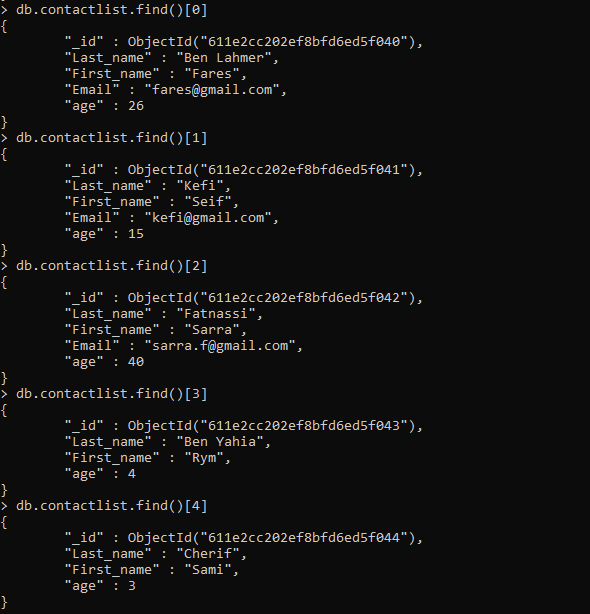 > db.contactlist.find()[0]
{
        "_id" : ObjectId("611e2cc202ef8bfd6ed5f040"),
        "Last_name" : "Ben Lahmer",
        "First_name" : "Fares",
        "Email" : "fares@gmail.com",
        "age" : 26
}
> db.contactlist.find()[1]
{
        "_id" : ObjectId("611e2cc202ef8bfd6ed5f041"),
        "Last_name" : "Kefi",
        "First_name" : "Seif",
        "Email" : "kefi@gmail.com",
        "age" : 15
}
> db.contactlist.find()[2]
{
        "_id" : ObjectId("611e2cc202ef8bfd6ed5f042"),
        "Last_name" : "Fatnassi",
        "First_name" : "Sarra",
        "Email" : "sarra.f@gmail.com",
        "age" : 40
}
> db.contactlist.find()[3]
{
        "_id" : ObjectId("611e2cc202ef8bfd6ed5f043"),
        "Last_name" : "Ben Yahia",
        "First_name" : "Rym",
        "age" : 4
}
> db.contactlist.find()[4]
{
        "_id" : ObjectId("611e2cc202ef8bfd6ed5f044"),
        "Last_name" : "Cherif",
        "First_name" : "Sami",
        "age" : 3
}